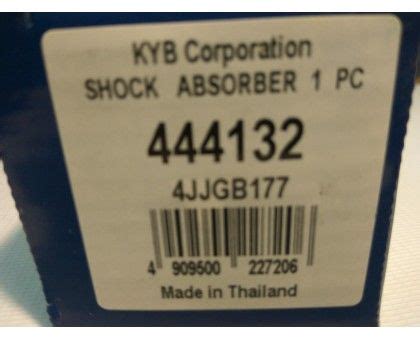 KYB Corporation
SHOCK ABSORBER 1 PC
444132
4JJGB177
4 909500 227206
Made in Thailand